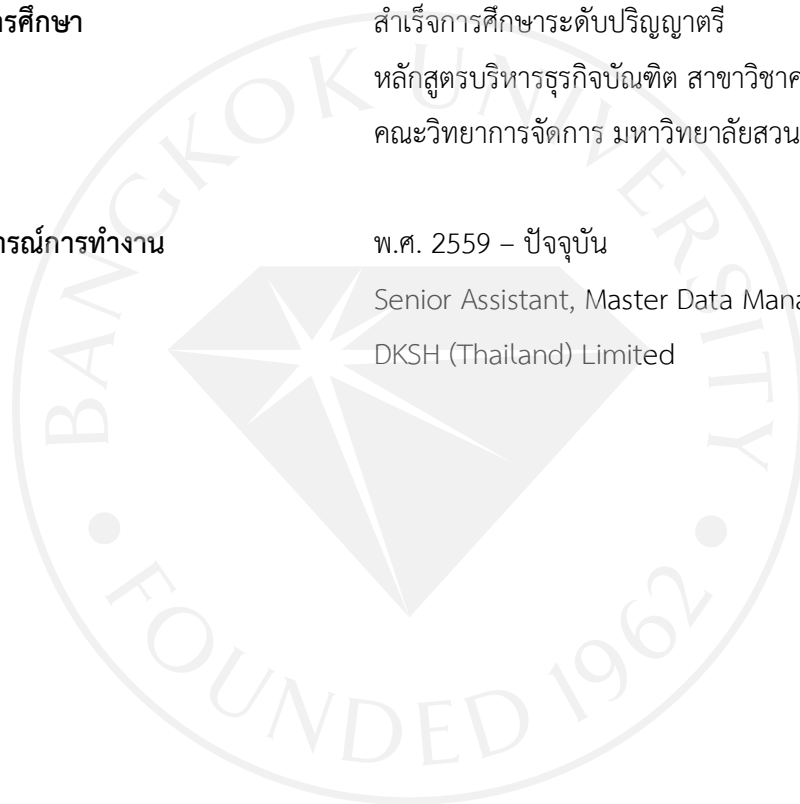 รศึกษา สำเร็จการศึกษาระดับปริญญาตรี
หลักสูตรบริหารธุรกิจบัณฑิต สาขาวิชา
คณะวิทยาการจัดการ มหาวิทยาลัยสวน
รณ์การทำงาน พ.ศ. 2559 – ปัจจุบัน
Senior Assistant, Master Data Mana
DKSH (Thailand) Limited
BANGKOK UNIVERSITY
• FOUNDED 1962 •